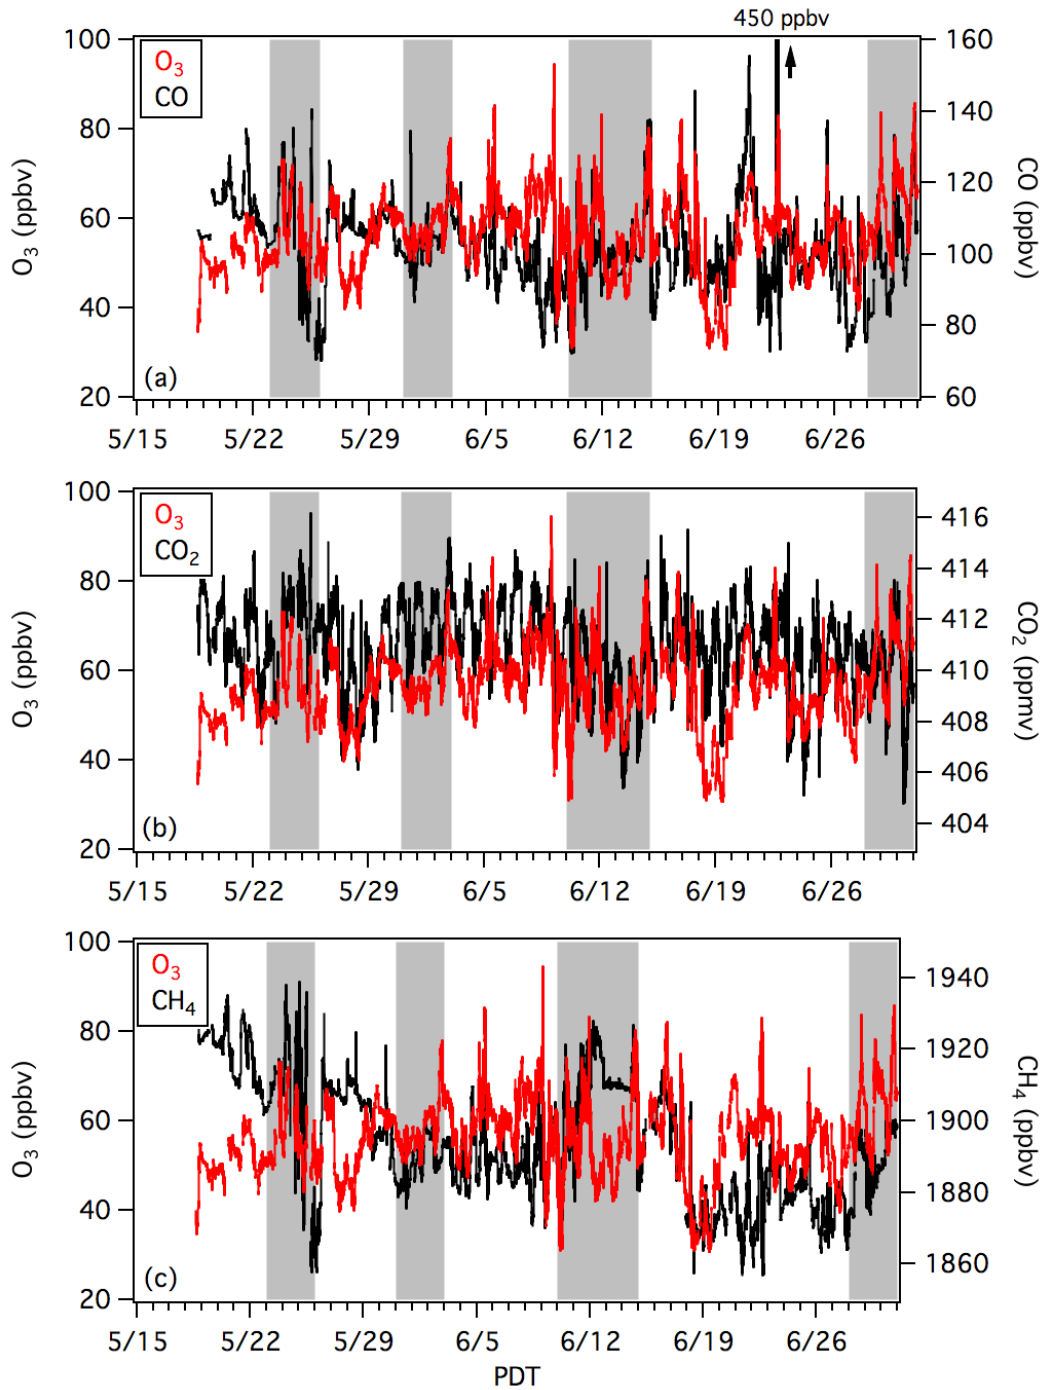 450 ppbv
100
80
60
40
20
O3 (ppbv)
O3
CO
(a)
160
140
120
100
80
60
CO (ppbv)
5/15 5/22 5/29 6/5 6/12 6/19 6/26
100
80
60
40
20
O3 (ppbv)
O3
CO2
(b)
416
414
412
410
408
406
404
CO2 (ppmv)
5/15 5/22 5/29 6/5 6/12 6/19 6/26
100
80
60
40
20
O3 (ppbv)
O3
CH4
(c)
1940
1920
1900
1880
1860
CH4 (ppbv)
5/15 5/22 5/29 6/5 6/12 6/19 6/26
PDT